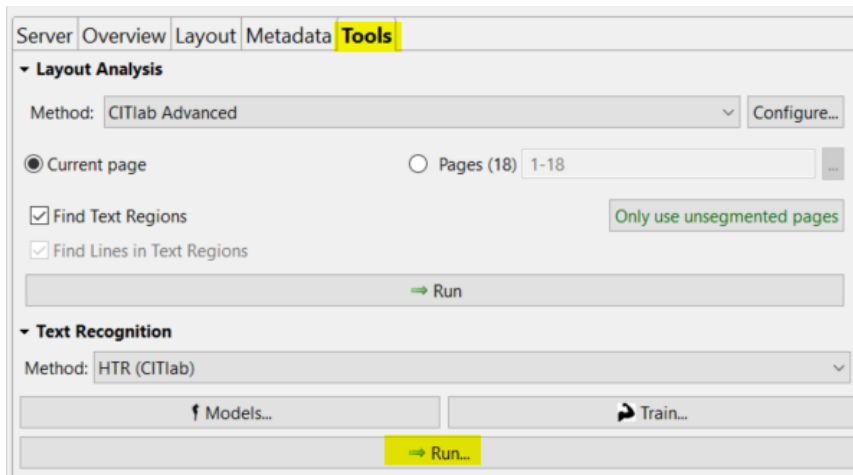 Server Overview Layout Metadata Tools
Layout Analysis
Method: CITlab Advanced Configure...
Current page Pages (18) 1-18 ...
Find Text Regions Only use unsegmented pages
Find Lines in Text Regions
Run
Text Recognition
Method: HTR (CITlab)
Models... Train...
Run...